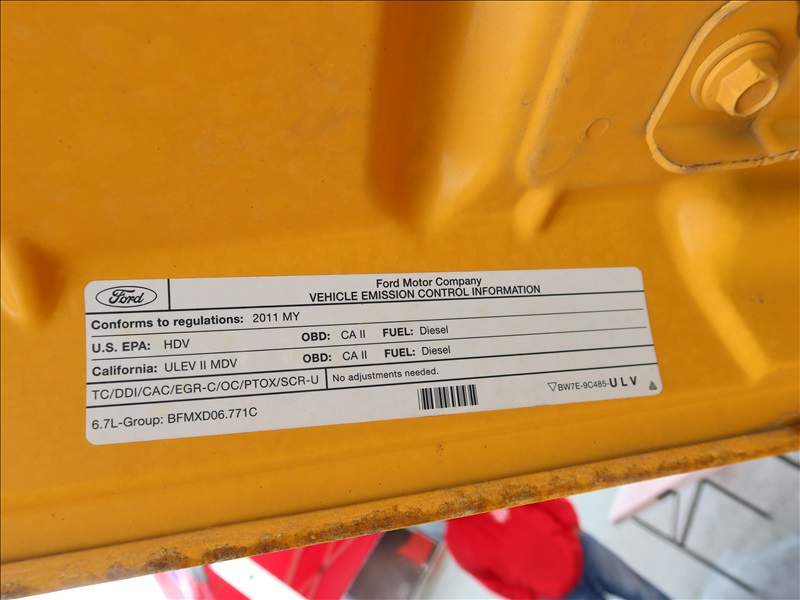 Ford
Ford Motor Company
VEHICLE EMISSION CONTROL INFORMATION
Conforms to regulations: 2011 MY
U.S. EPA: HDV OBD: CA II FUEL: Diesel
California: ULEV II MDV OBD: CA II FUEL: Diesel
TC/DDI/CAC/EGR-C/OC/PTOX/SCR-U No adjustments needed.
6.7L-Group: BFMXD06.771C
BW7E-9C485-ULV